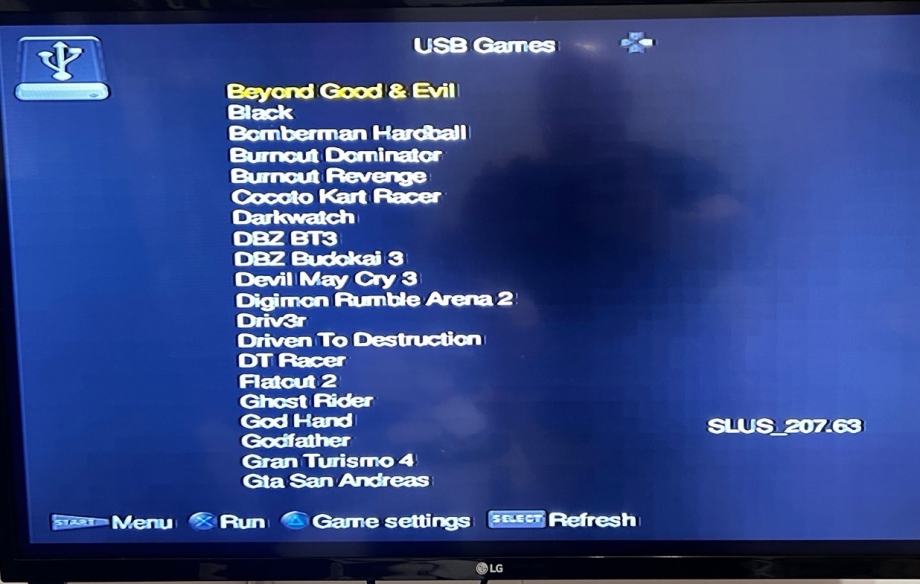 USB Games
Beyond Good & Evil
Black
Bomberman Hardball
Burnout Dominator
Burnout Revenge
Cocoto Kart Racer
Darkwatch
DBZ BT3
DBZ Budokai 3
Devil May Cry 3
Digimon Rumble Arena 2
Driv3r
Driven To Destruction
DT Racer
Flatout 2
Ghost Rider
God Hand
SLUS_207.63
Godfather
Gran Turismo 4
Gta San Andreas
START Menu Run Game settings SELECT Refresh
LG